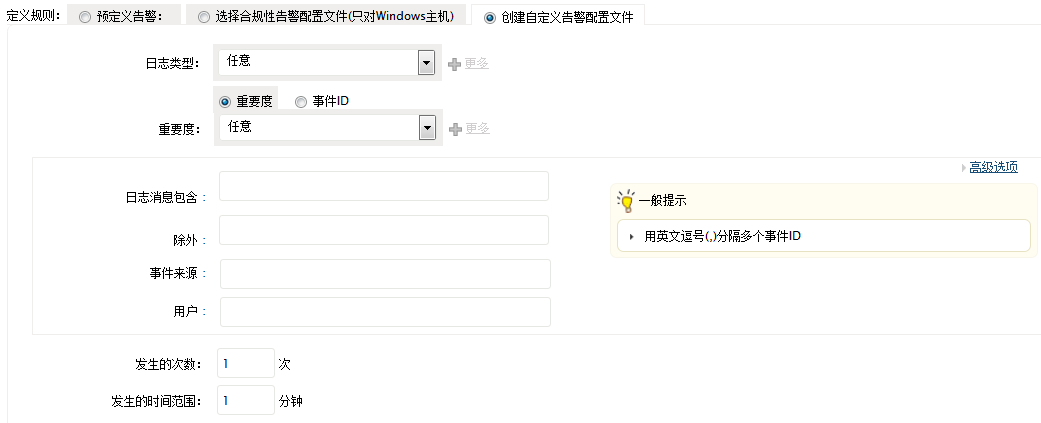 定义规则： 预定义告警： 选择合规性告警配置文件(只对Windows主机) 创建自定义告警配置文件
日志类型： 任意 更多
重要度 事件ID
重要度： 任意 更多
高级选项
日志消息包含：
一般提示
除外：
用英文逗号(,)分隔多个事件ID
事件来源：
用户：
发生的次数： 1 次
发生的时间范围： 1 分钟